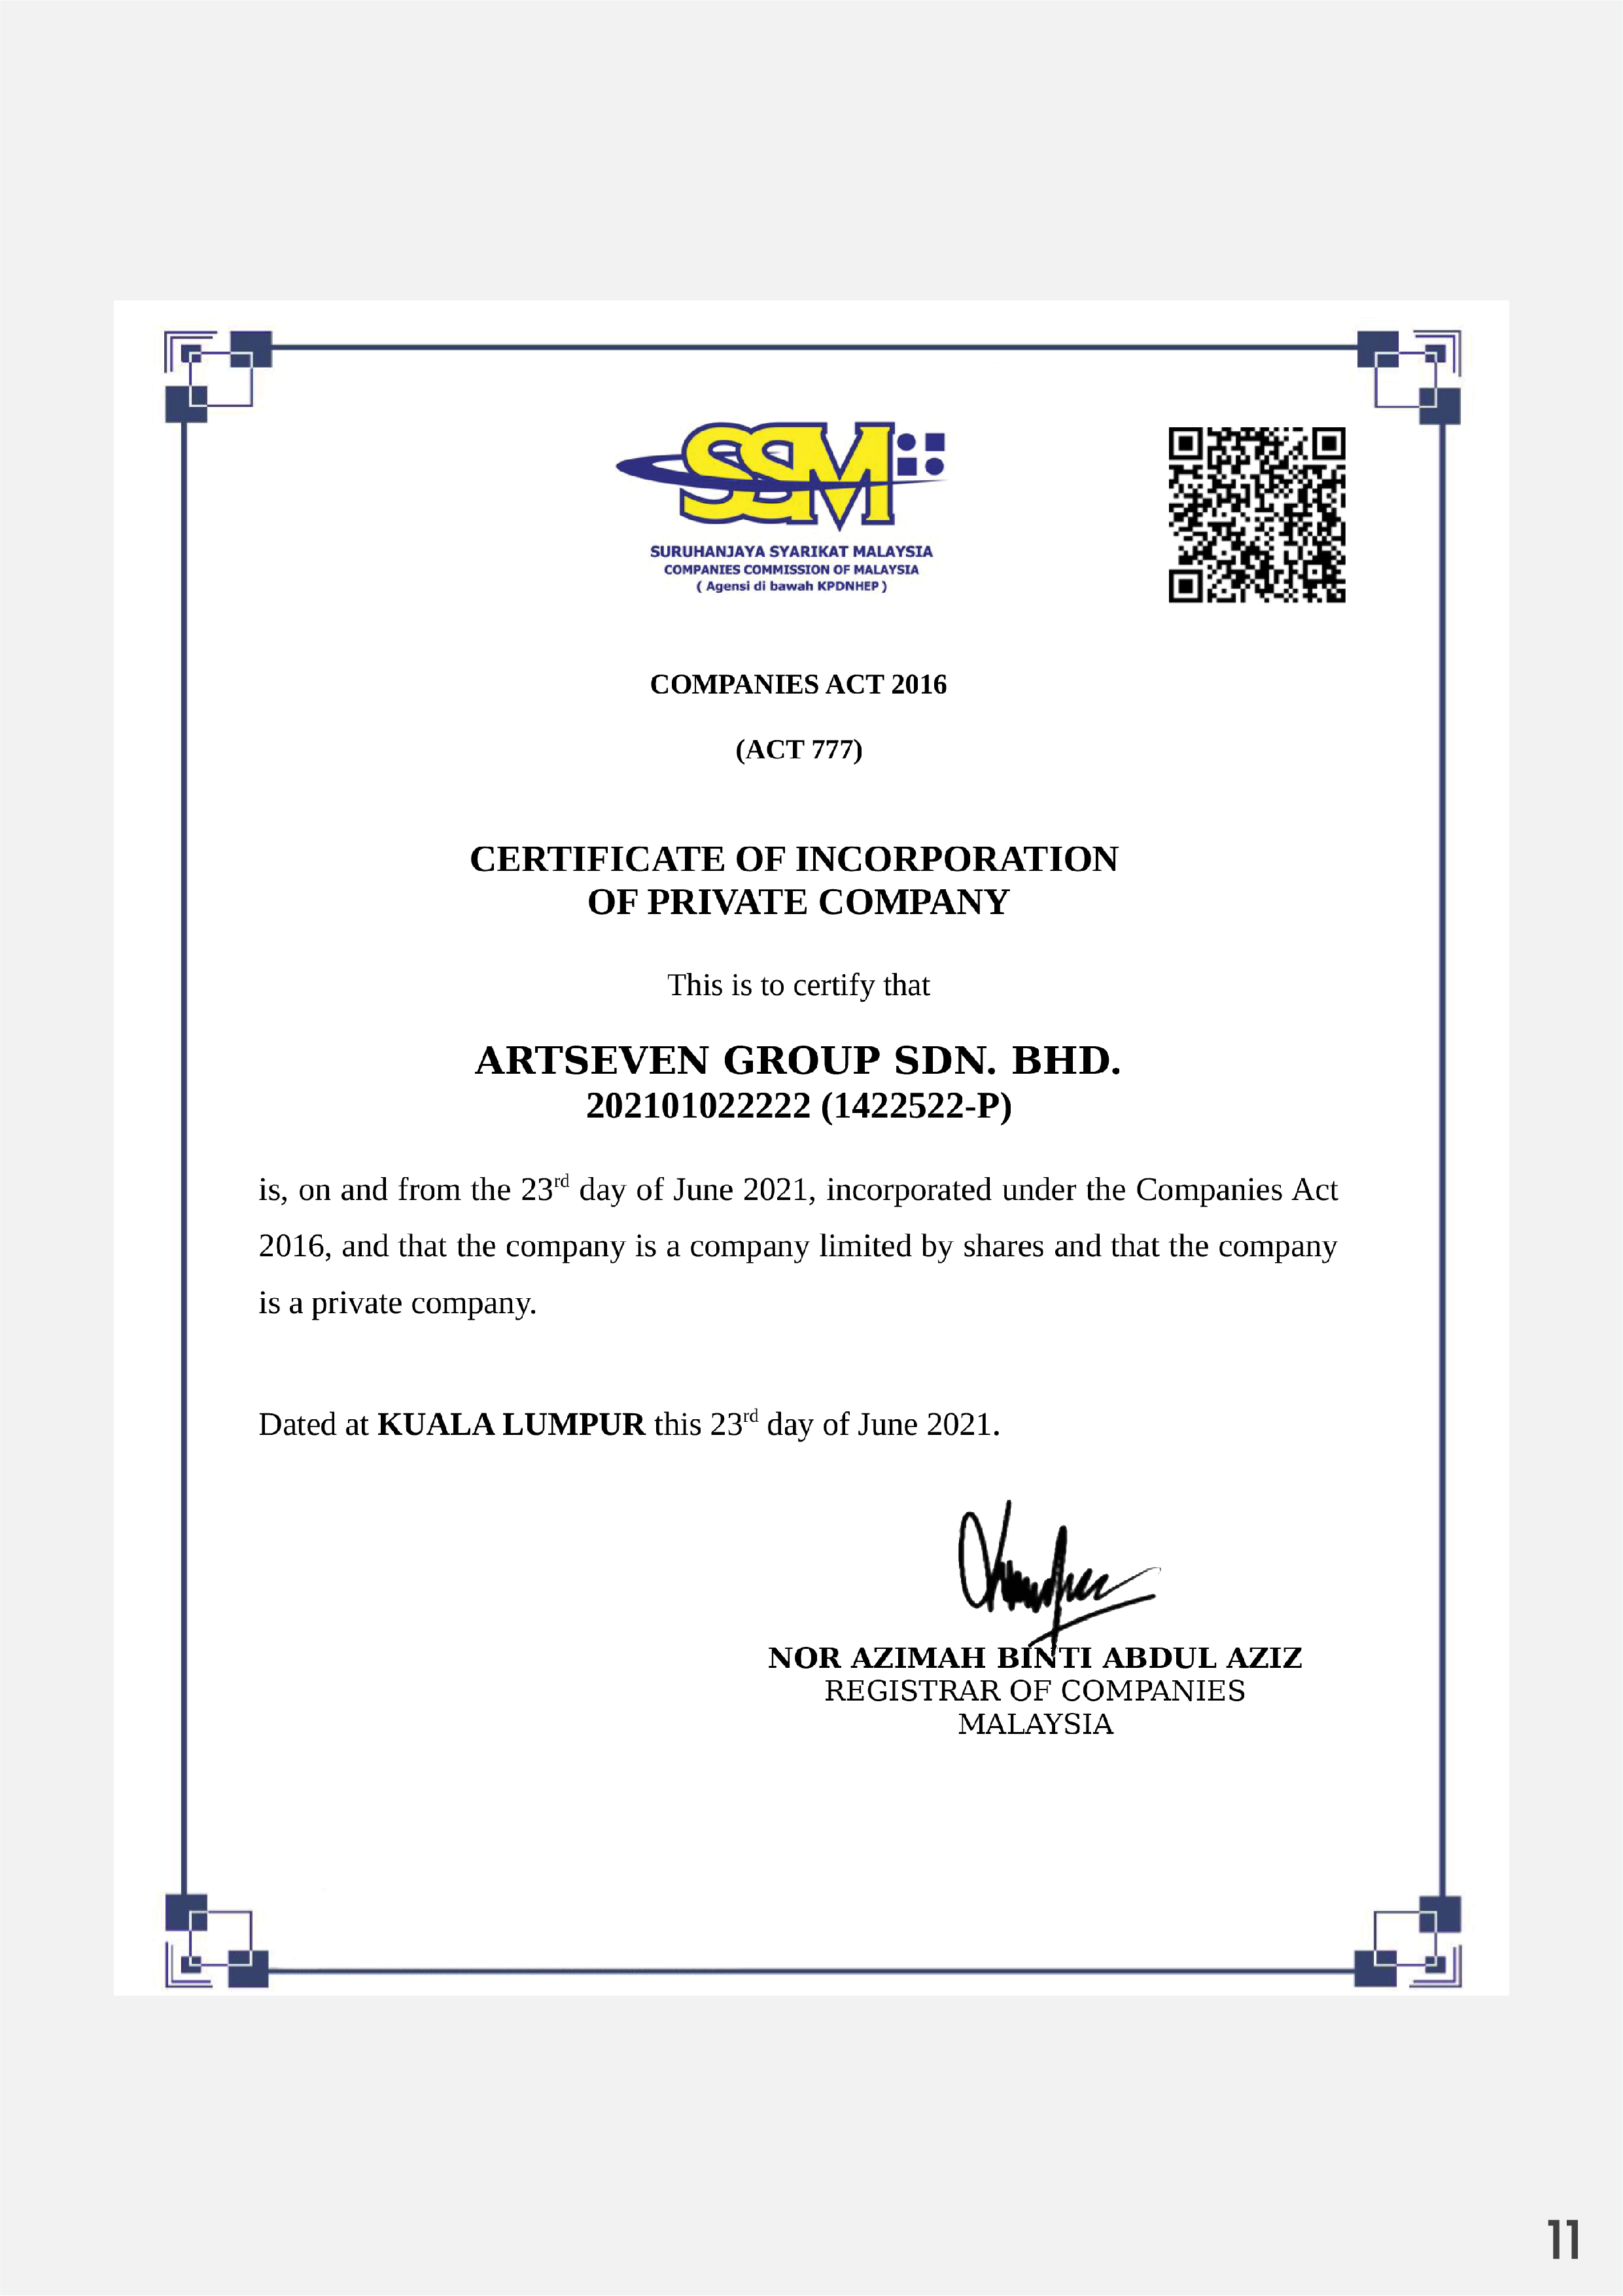 SSM
SURUHANJAYA SYARIKAT MALAYSIA
COMPANIES COMMISSION OF MALAYSIA
( Agensi di bawah KPDNHEP )
COMPANIES ACT 2016
(ACT 777)
CERTIFICATE OF INCORPORATION
OF PRIVATE COMPANY
This is to certify that
ARTSEVEN GROUP SDN. BHD.
202101022222 (1422522-P)
is, on and from the 23rd day of June 2021, incorporated under the Companies Act
2016, and that the company is a company limited by shares and that the company
is a private company.
Dated at KUALA LUMPUR this 23rd day of June 2021.
NOR AZIMAH BINTI ABDUL AZIZ
REGISTRAR OF COMPANIES
MALAYSIA
11